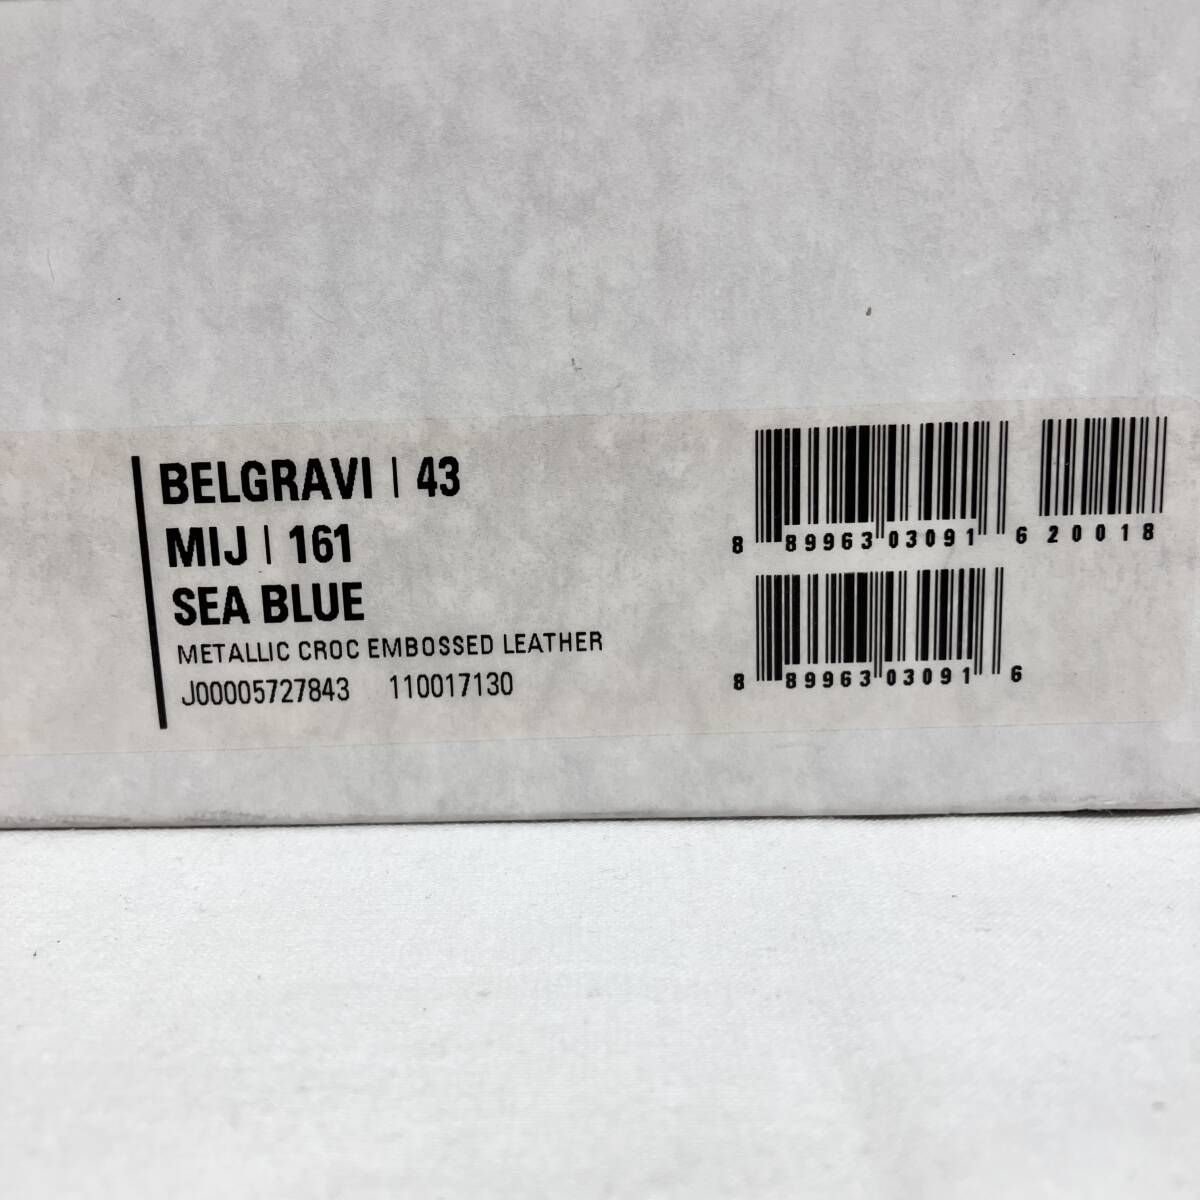 BELGRAVI | 43
MIJ | 161
SEA BLUE
METALLIC CROC EMBOSSED LEATHER
J00005727843 110017130
8 89963 03091 6 20018
8 89963 03091 6